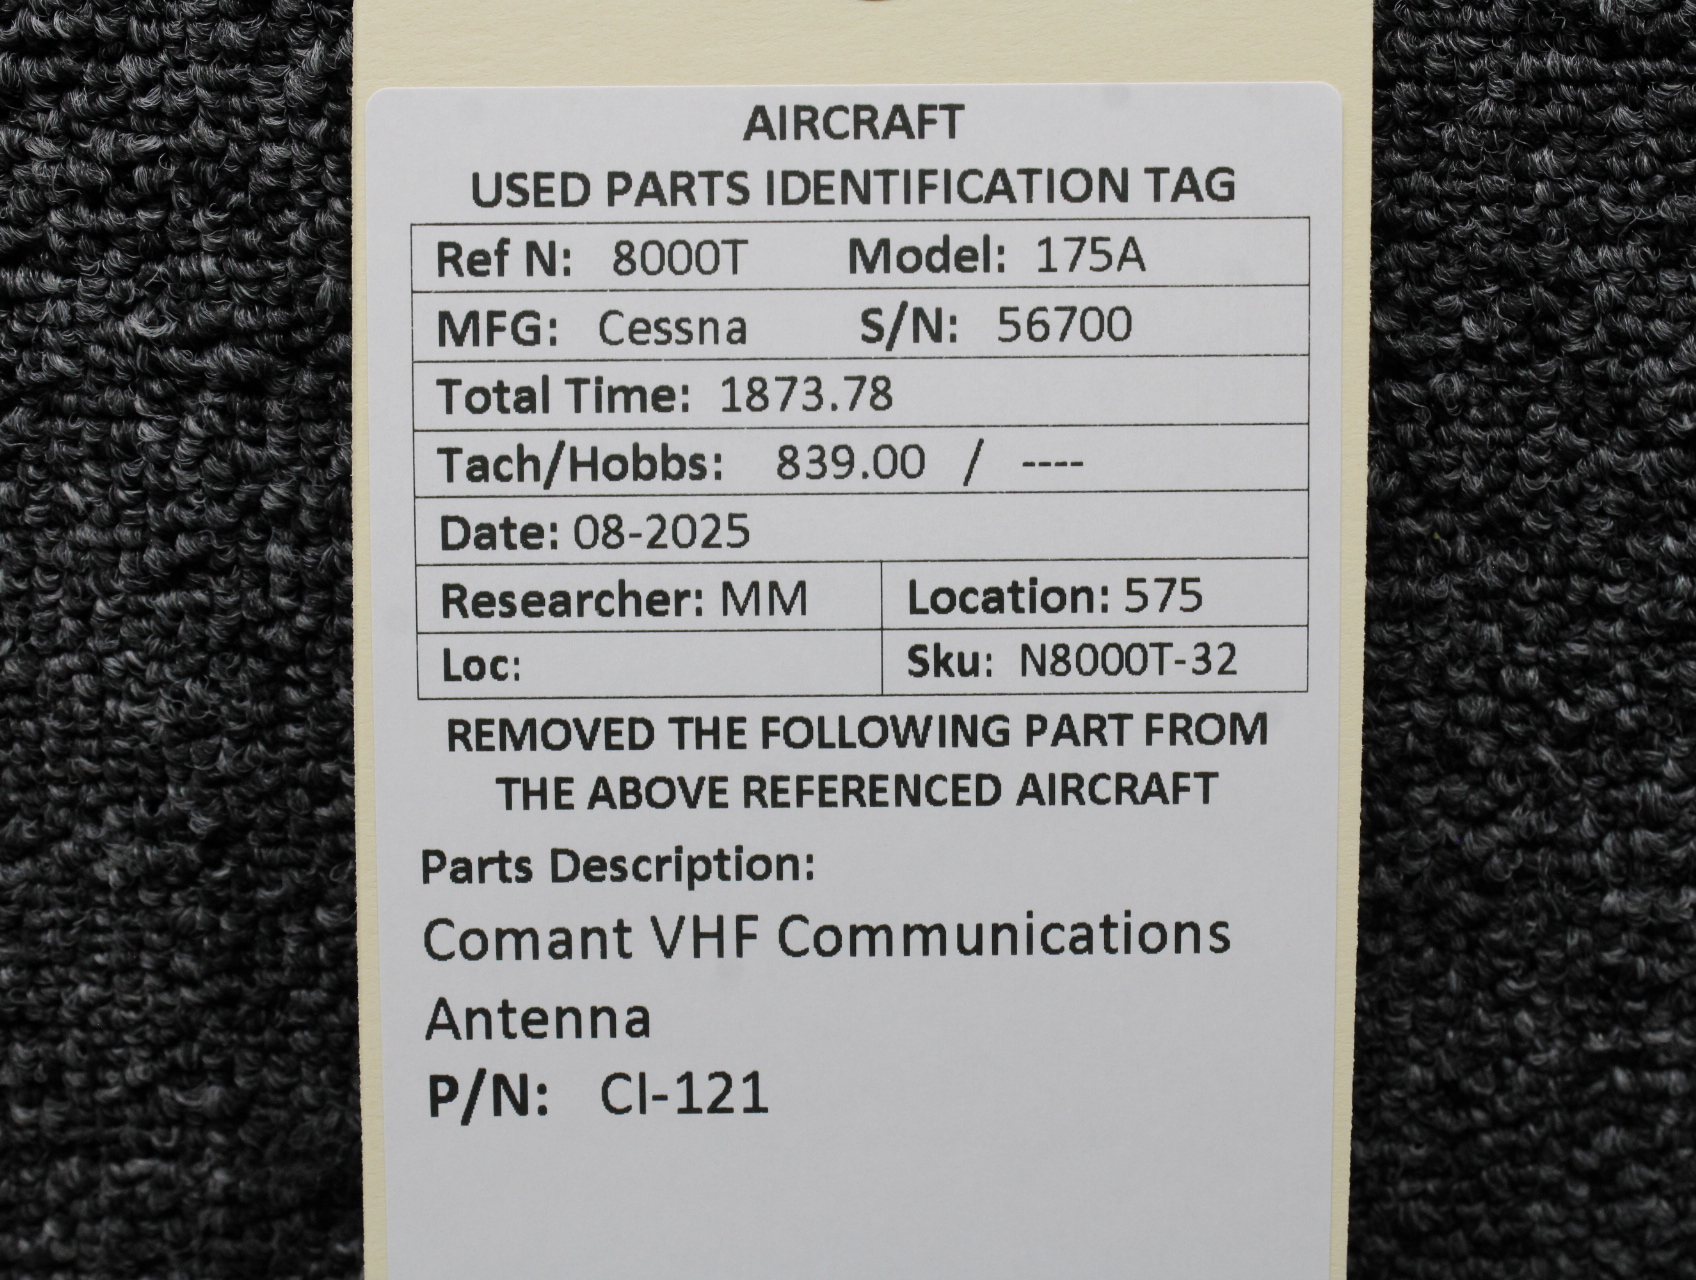 AIRCRAFT
USED PARTS IDENTIFICATION TAG
Ref N: 8000T Model: 175A
MFG: Cessna S/N: 56700
Total Time: 1873.78
Tach/Hobbs: 839.00 / ----
Date: 08-2025
Researcher: MM Location: 575
Loc: Sku: N8000T-32
REMOVED THE FOLLOWING PART FROM
THE ABOVE REFERENCED AIRCRAFT
Parts Description:
Comant VHF Communications
Antenna
P/N: CI-121